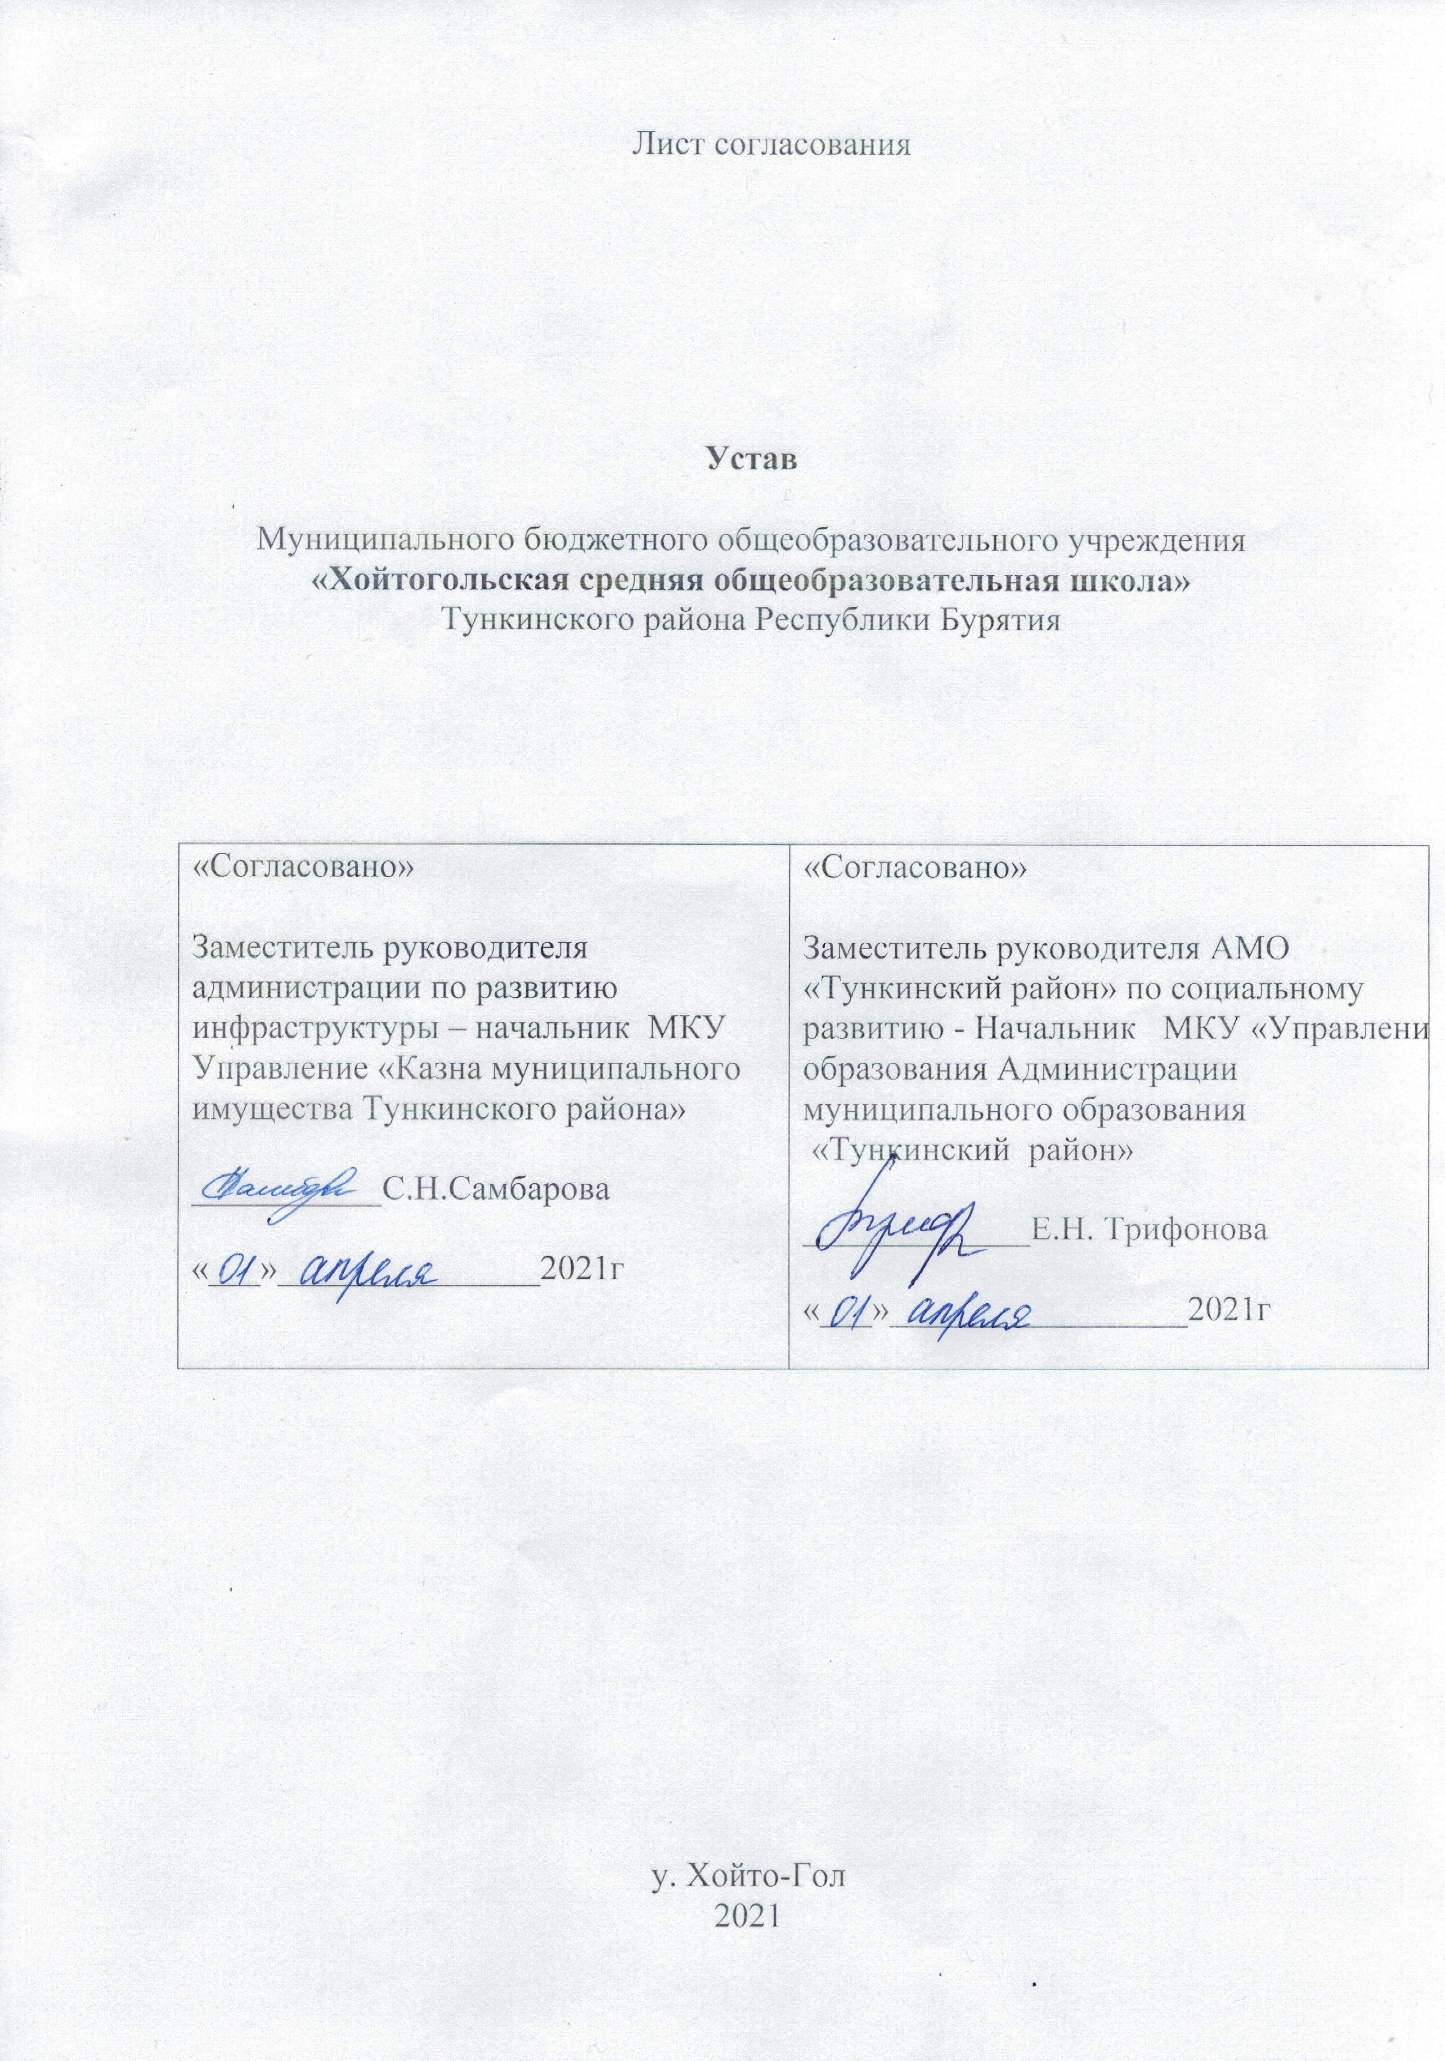 Лист согласования
Устав
Муниципального бюджетного общеобразовательного учреждения
«Хойтогольская средняя общеобразовательная школа»
Тункинского района Республики Бурятия
«Согласовано»
Заместитель руководителя
администрации по развитию
инфраструктуры – начальник МКУ
Управление «Казна муниципального
имущества Тункинского района»
____________С.Н.Самбарова
«01» апреля 2021г
«Согласовано»
Заместитель руководителя АМО
«Тункинский район» по социальному
развитию - Начальник МКУ «Управлени
образования Администрации
муниципального образования
«Тункинский район»
______________Е.Н. Трифонова
«01» апреля 2021г
у. Хойто-Гол
2021